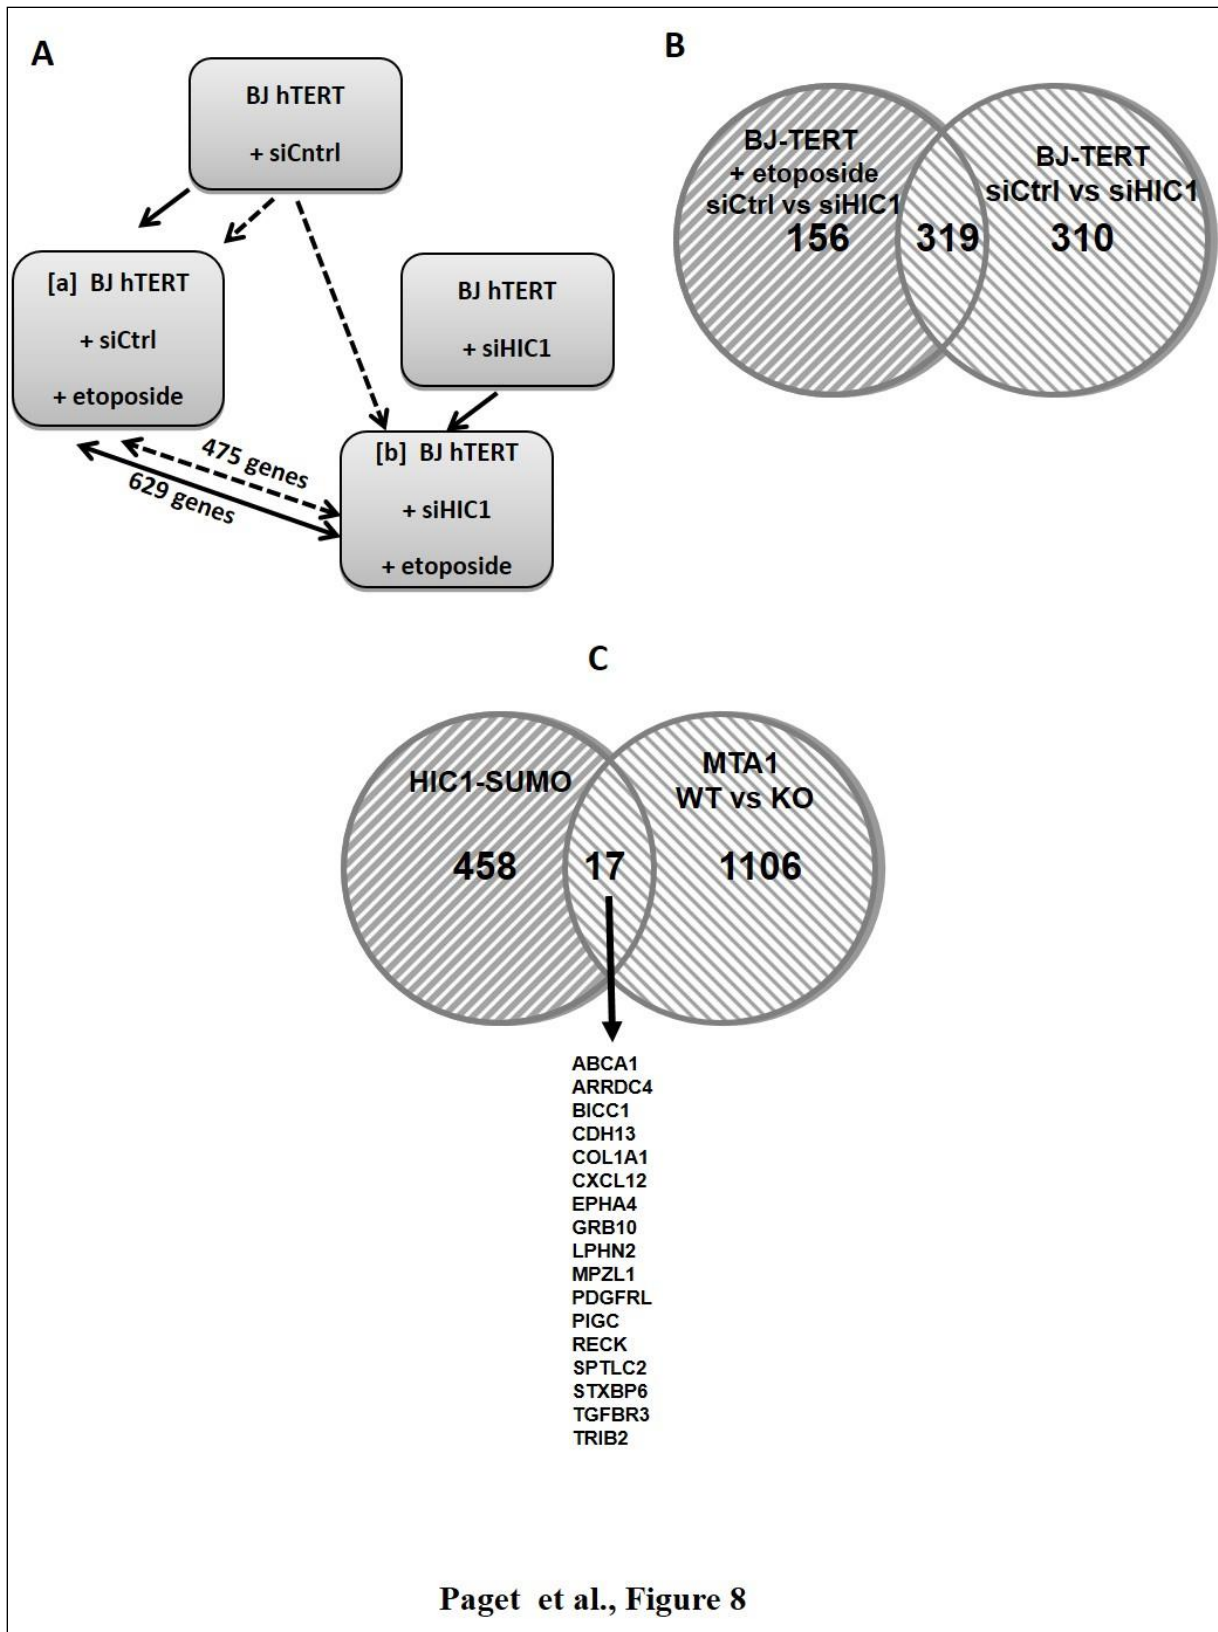 A
BJ hTERT
+ siCntrl
[a] BJ hTERT
+ siCtrl
+ etoposide
BJ hTERT
+ siHIC1
[b] BJ hTERT
+ siHIC1
+ etoposide
475 genes
629 genes
B
BJ-TERT
+ etoposide
siCtrl vs siHIC1
156
319
BJ-TERT
siCtrl vs siHIC1
310
C
HIC1-SUMO
458
17
MTA1
WT vs KO
1106
ABCA1
ARRDC4
BICC1
CDH13
COL1A1
CXCL12
EPHA4
GRB10
LPHN2
MPZL1
PDGFRL
PIGC
RECK
SPTLC2
STXBP6
TGFBR3
TRIB2
Paget et al., Figure 8